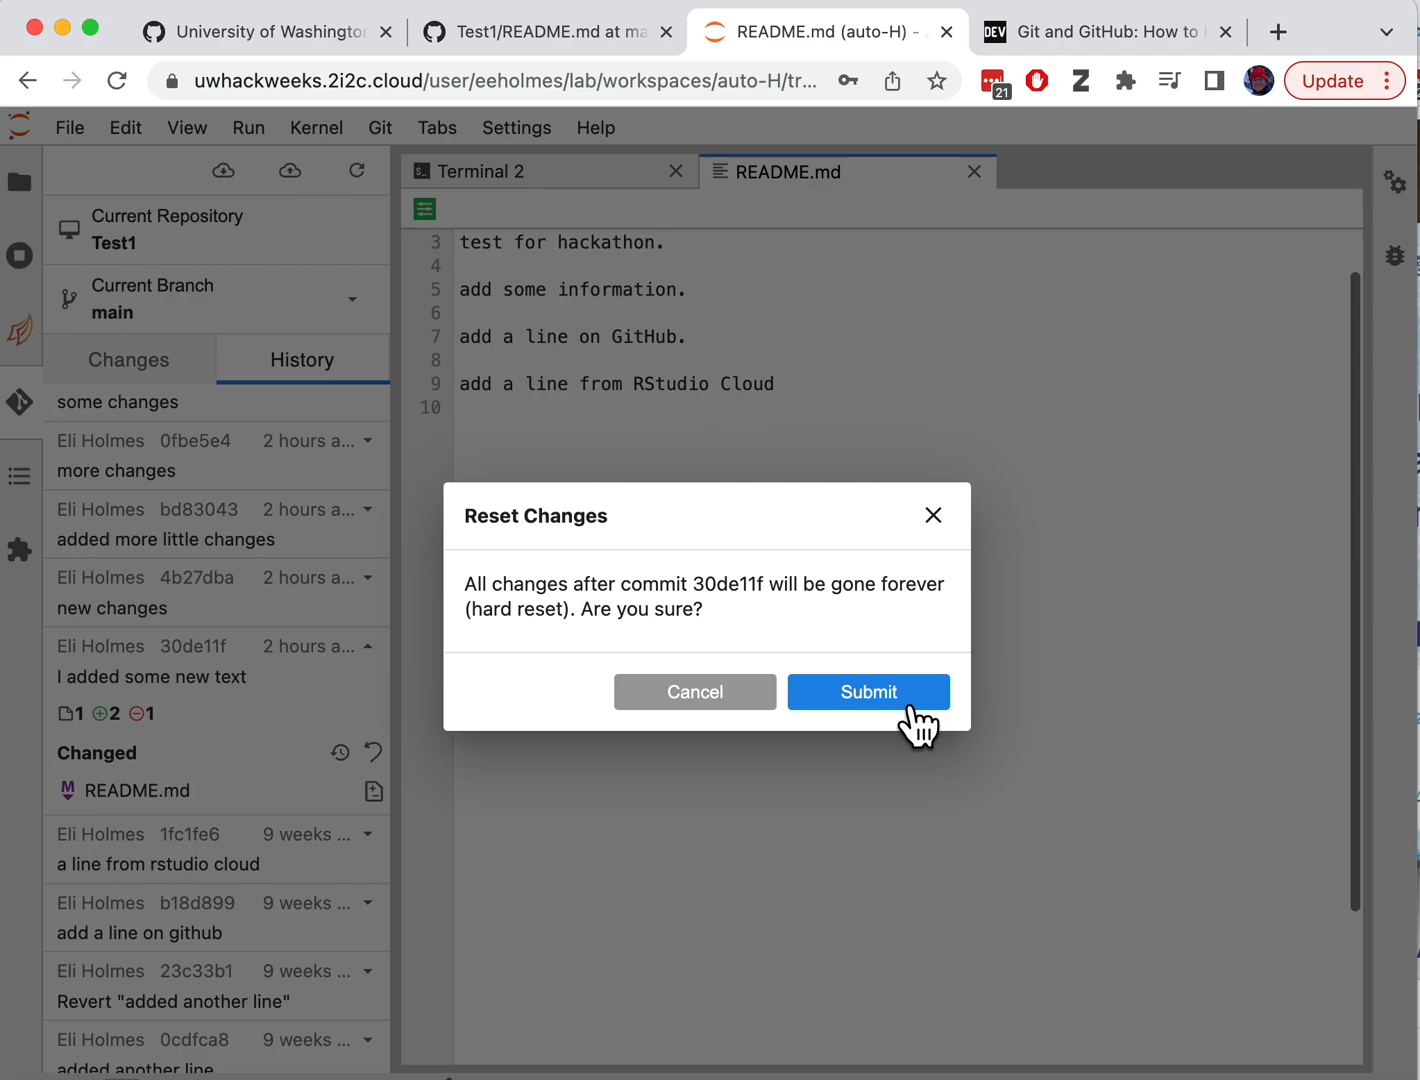 University of Washingto
Test1/README.md at ma
README.md (auto-H) -
DEV
Git and GitHub: How to
uwhackweeks.2i2c.cloud/user/eeholmes/lab/workspaces/auto-H/tr...
21
Z
Update
File Edit View Run Kernel Git Tabs Settings Help
Terminal 2
README.md
Current Repository
Test1
Current Branch
main
Changes History
some changes
Eli Holmes 0fbe5e4 2 hours a...
more changes
Eli Holmes bd83043 2 hours a...
added more little changes
Eli Holmes 4b27dba 2 hours a...
new changes
Eli Holmes 30de11f 2 hours a...
I added some new text
1 2 1
Changed
M README.md
Eli Holmes 1fc1fe6 9 weeks ...
a line from rstudio cloud
Eli Holmes b18d899 9 weeks ...
add a line on github
Eli Holmes 23c33b1 9 weeks ...
Revert "added another line"
Eli Holmes 0cdfca8 9 weeks ...
added another line
3 test for hackathon.
4
5 add some information.
6
7 add a line on GitHub.
8
9 add a line from RStudio Cloud
10
Reset Changes
All changes after commit 30de11f will be gone forever
(hard reset). Are you sure?
Cancel Submit